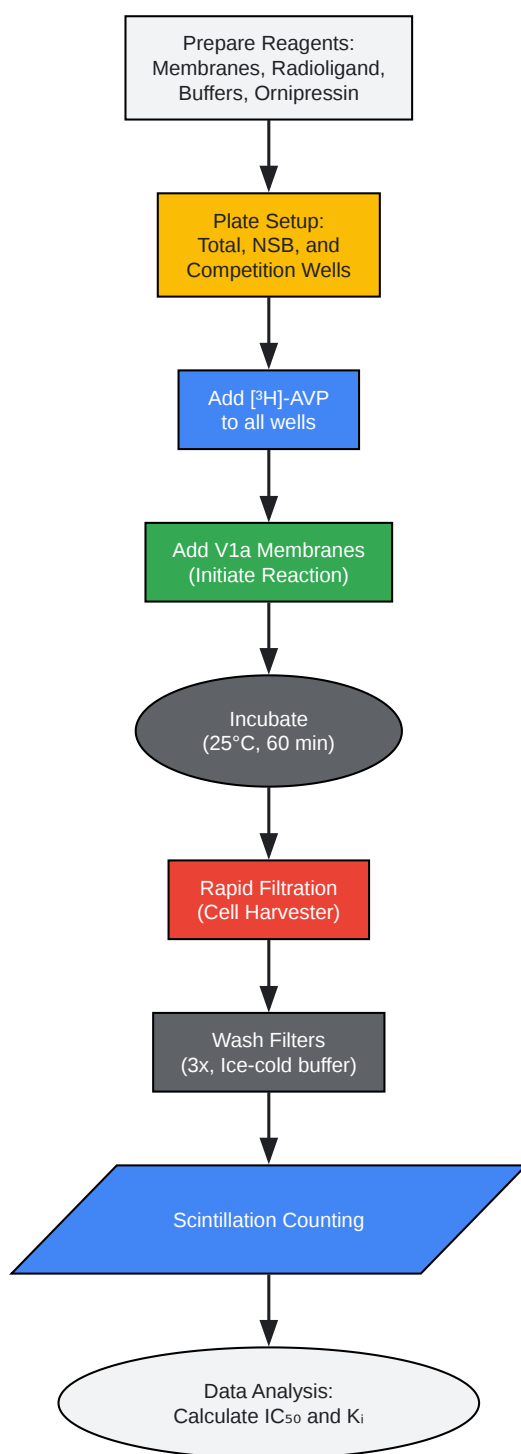 Prepare Reagents:
Membranes, Radioligand,
Buffers, Ornipressin
Plate Setup:
Total, NSB, and
Competition Wells
Add [³H]-AVP
to all wells
Add V1a Membranes
(Initiate Reaction)
Incubate
(25°C, 60 min)
Rapid Filtration
(Cell Harvester)
Wash Filters
(3x, Ice-cold buffer)
Scintillation Counting
Data Analysis:
Calculate IC₅₀ and Kᵢ